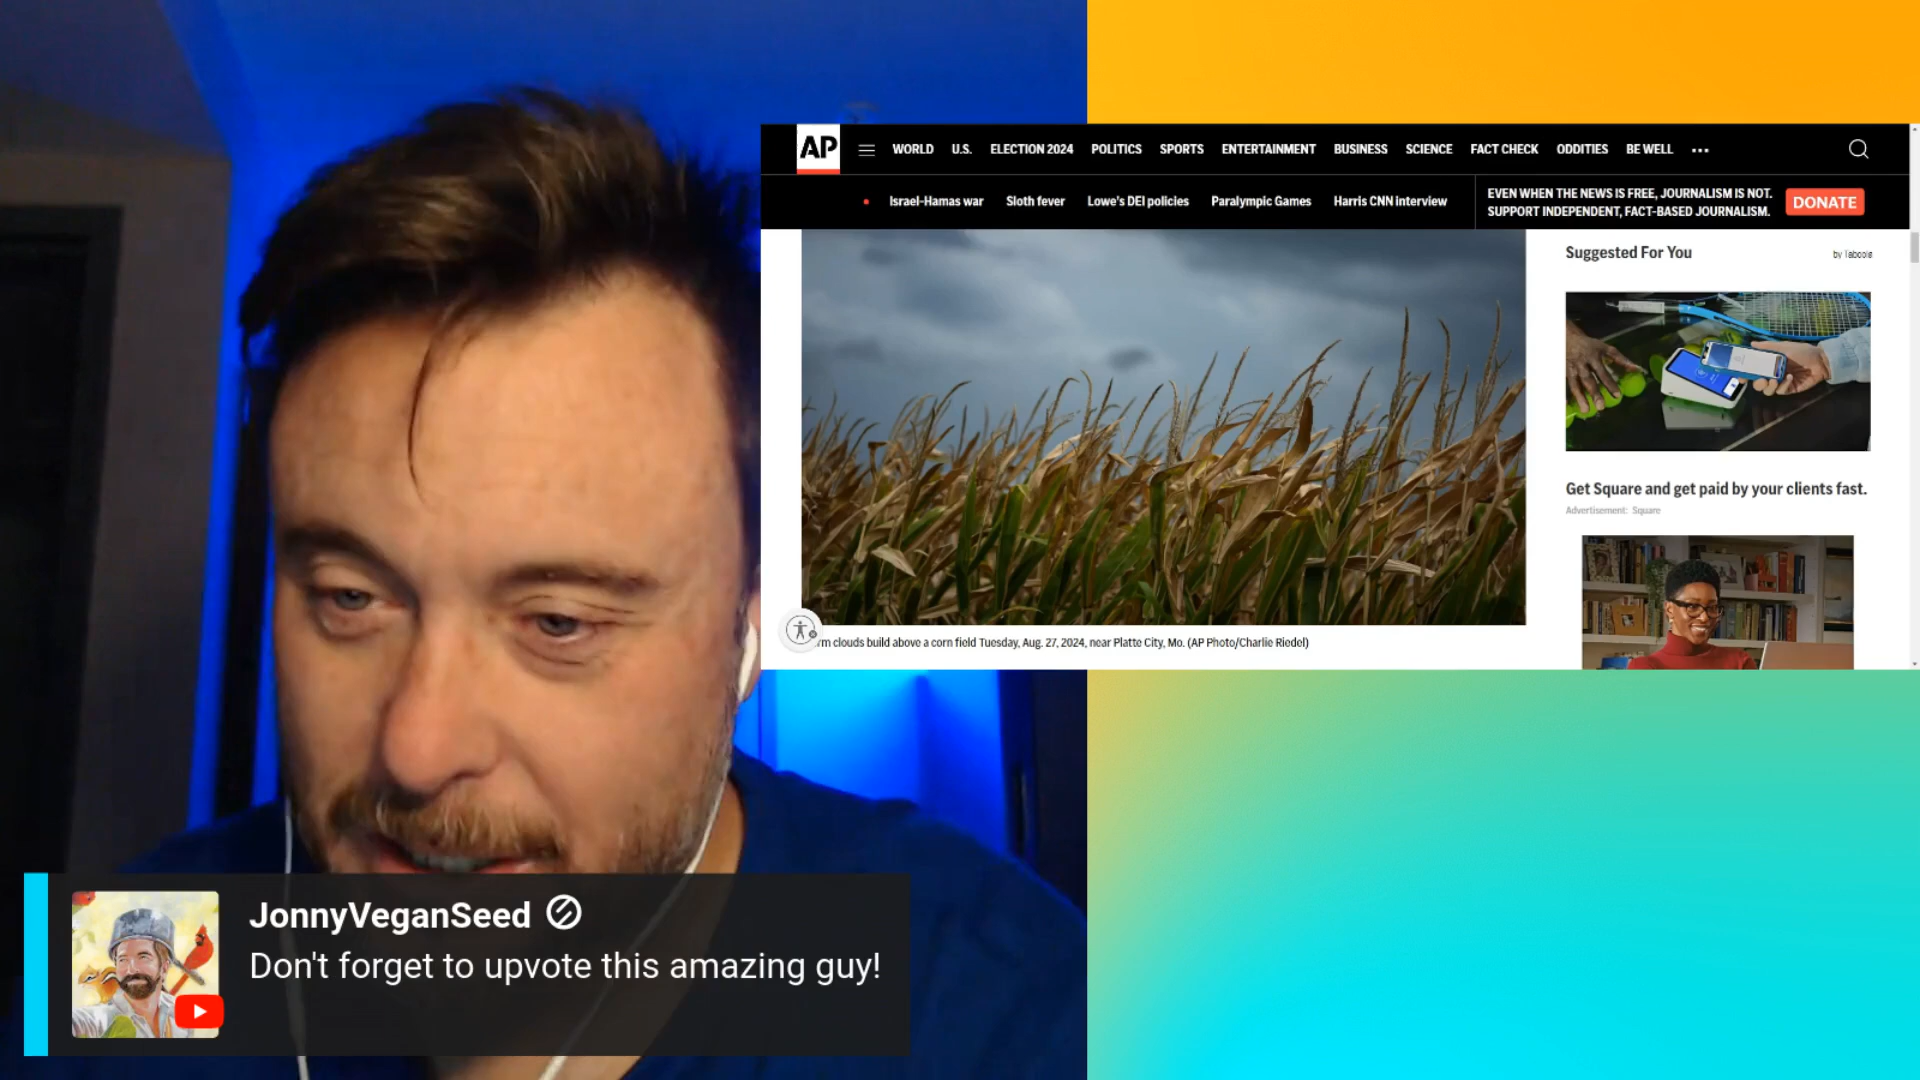 AP
WORLD U.S. ELECTION 2024 POLITICS SPORTS ENTERTAINMENT BUSINESS SCIENCE FACT CHECK ODDITIES BE WELL ...
Israel-Hamas war Sloth fever Lowe's DEI policies Paralympic Games Harris CNN interview
EVEN WHEN THE NEWS IS FREE, JOURNALISM IS NOT.
SUPPORT INDEPENDENT, FACT-BASED JOURNALISM.
DONATE
Suggested For You
by Taboola
Get Square and get paid by your clients fast.
Advertisement: Square
rm clouds build above a corn field Tuesday, Aug. 27, 2024, near Platte City, Mo. (AP Photo/Charlie Riedel)
JonnyVeganSeed
Don't forget to upvote this amazing guy!